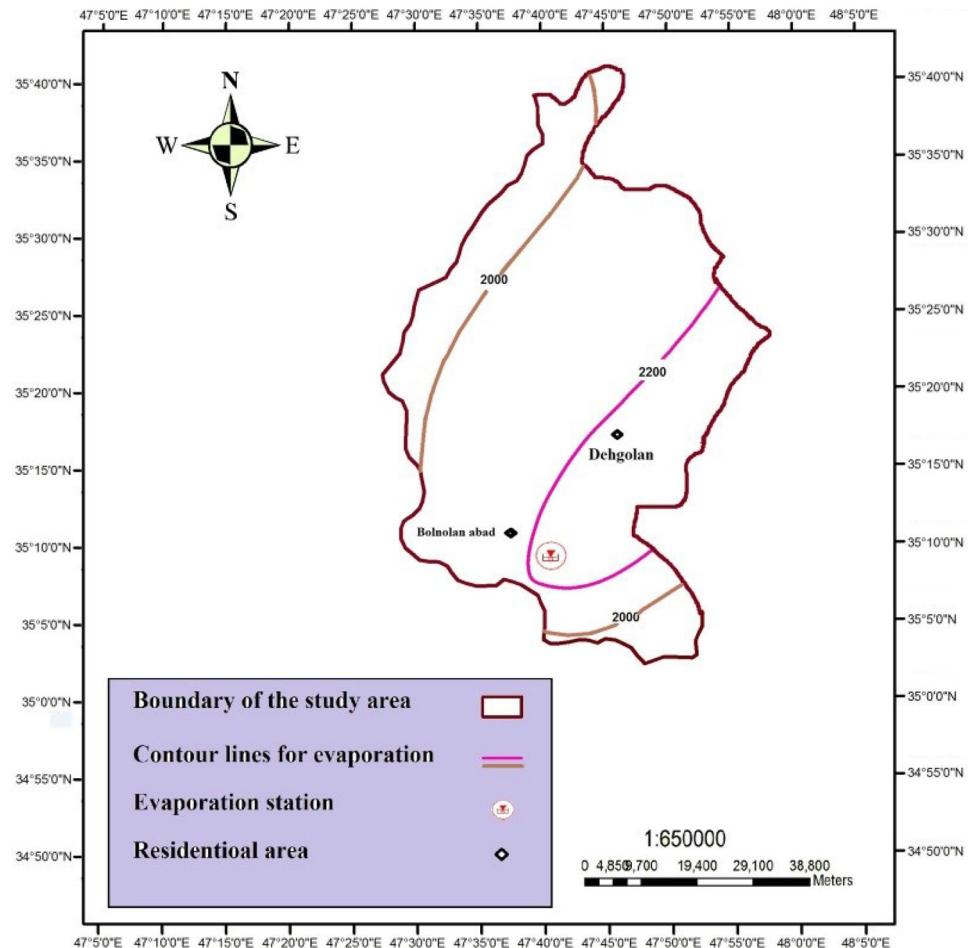 47°5'0"E 47°10'0"E 47°15'0"E 47°20'0"E 47°25'0"E 47°30'0"E 47°35'0"E 47°40'0"E 47°45'0"E 47°50'0"E 47°55'0"E 48°0'0"E 48°5'0"E
35°40'0"N 35°40'0"N
N
W E
S
35°35'0"N 35°35'0"N
35°30'0"N 35°30'0"N
2000
35°25'0"N 35°25'0"N
2200
35°20'0"N 35°20'0"N
Dehgolan
35°15'0"N 35°15'0"N
Bolnolan abad
35°10'0"N 35°10'0"N
2000
35°5'0"N 35°5'0"N
35°0'0"N 35°0'0"N
Boundary of the study area
Contour lines for evaporation
34°55'0"N 34°55'0"N
Evaporation station
Residentioal area
34°50'0"N 34°50'0"N
1:650000
0 4,850 9,700 19,400 29,100 38,800
Meters
47°5'0"E 47°10'0"E 47°15'0"E 47°20'0"E 47°25'0"E 47°30'0"E 47°35'0"E 47°40'0"E 47°45'0"E 47°50'0"E 47°55'0"E 48°0'0"E 48°5'0"E